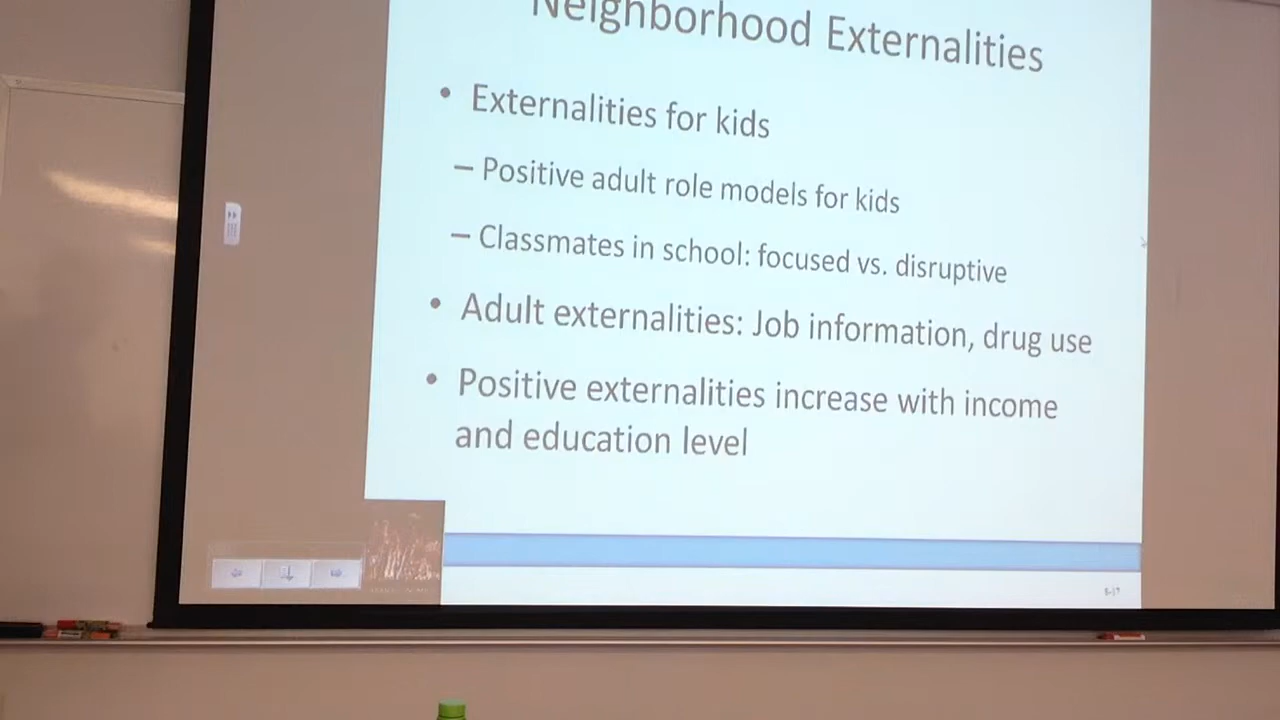 Neighborhood Externalities
• Externalities for kids
– Positive adult role models for kids
– Classmates in school: focused vs. disruptive
• Adult externalities: Job information, drug use
• Positive externalities increase with income
and education level